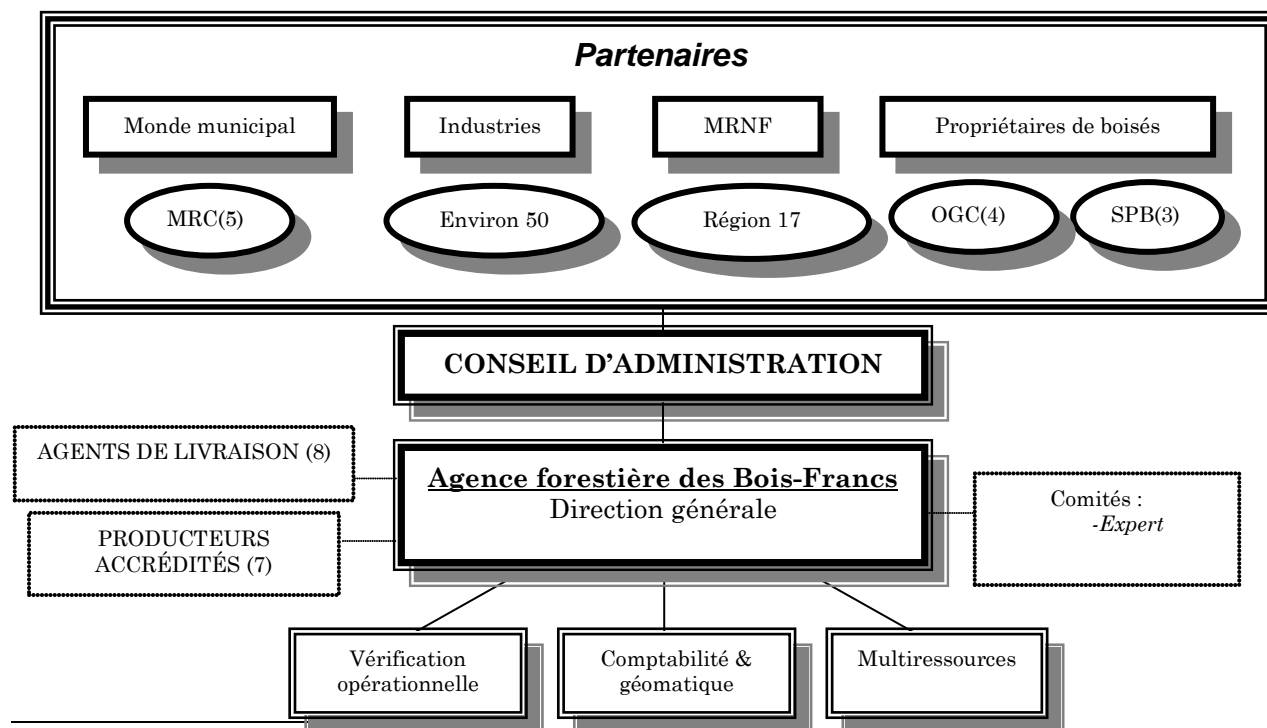 Partenaires
Monde municipal
Industries
MRNF
Propriétaires de boisés
MRC(5)
Environ 50
Région 17
OGC(4)
SPB(3)
CONSEIL D’ADMINISTRATION
AGENTS DE LIVRAISON (8)
PRODUCTEURS
ACCRÉDITÉS (7)
Agence forestière des Bois-Francs
Direction générale
Comités :
-Expert
Vérification
opérationnelle
Comptabilité &
géomatique
Multiressources